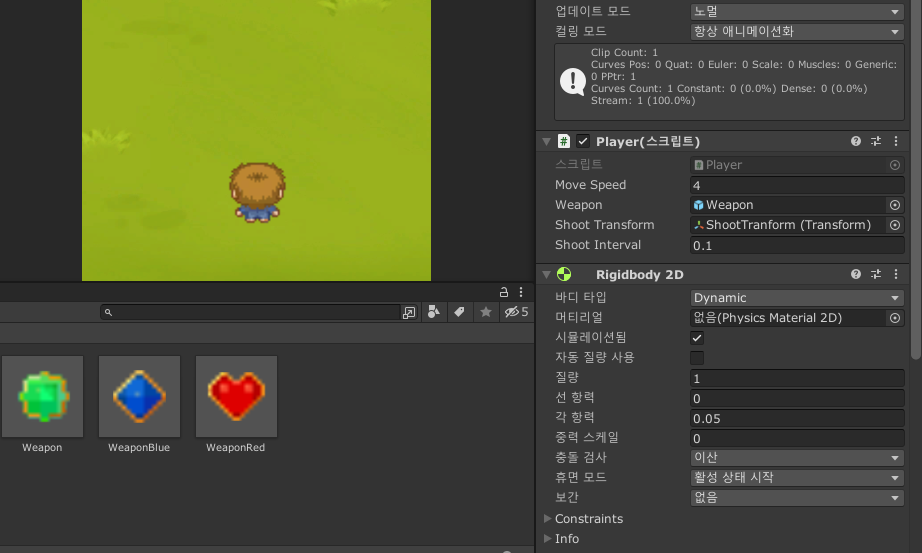 업데이트 모드 노멀
컬링 모드 항상 애니메이션화
Clip Count: 1
Curves Pos: 0 Quat: 0 Euler: 0 Scale: 0 Muscles: 0 Generic:
0 PPtr: 1
Curves Count: 1 Constant: 0 (0.0%) Dense: 0 (0.0%)
Stream: 1 (100.0%)
Player(스크립트)
스크립트 Player
Move Speed 4
Weapon Weapon
Shoot Transform ShootTranform (Transform)
Shoot Interval 0.1
Rigidbody 2D
바디 타입 Dynamic
머티리얼 없음(Physics Material 2D)
시뮬레이션됨
자동 질량 사용
질량 1
선 항력 0
각 항력 0.05
중력 스케일 0
충돌 검사 이산
휴면 모드 활성 상태 시작
보간 없음
Constraints
Info
5
Weapon WeaponBlue WeaponRed